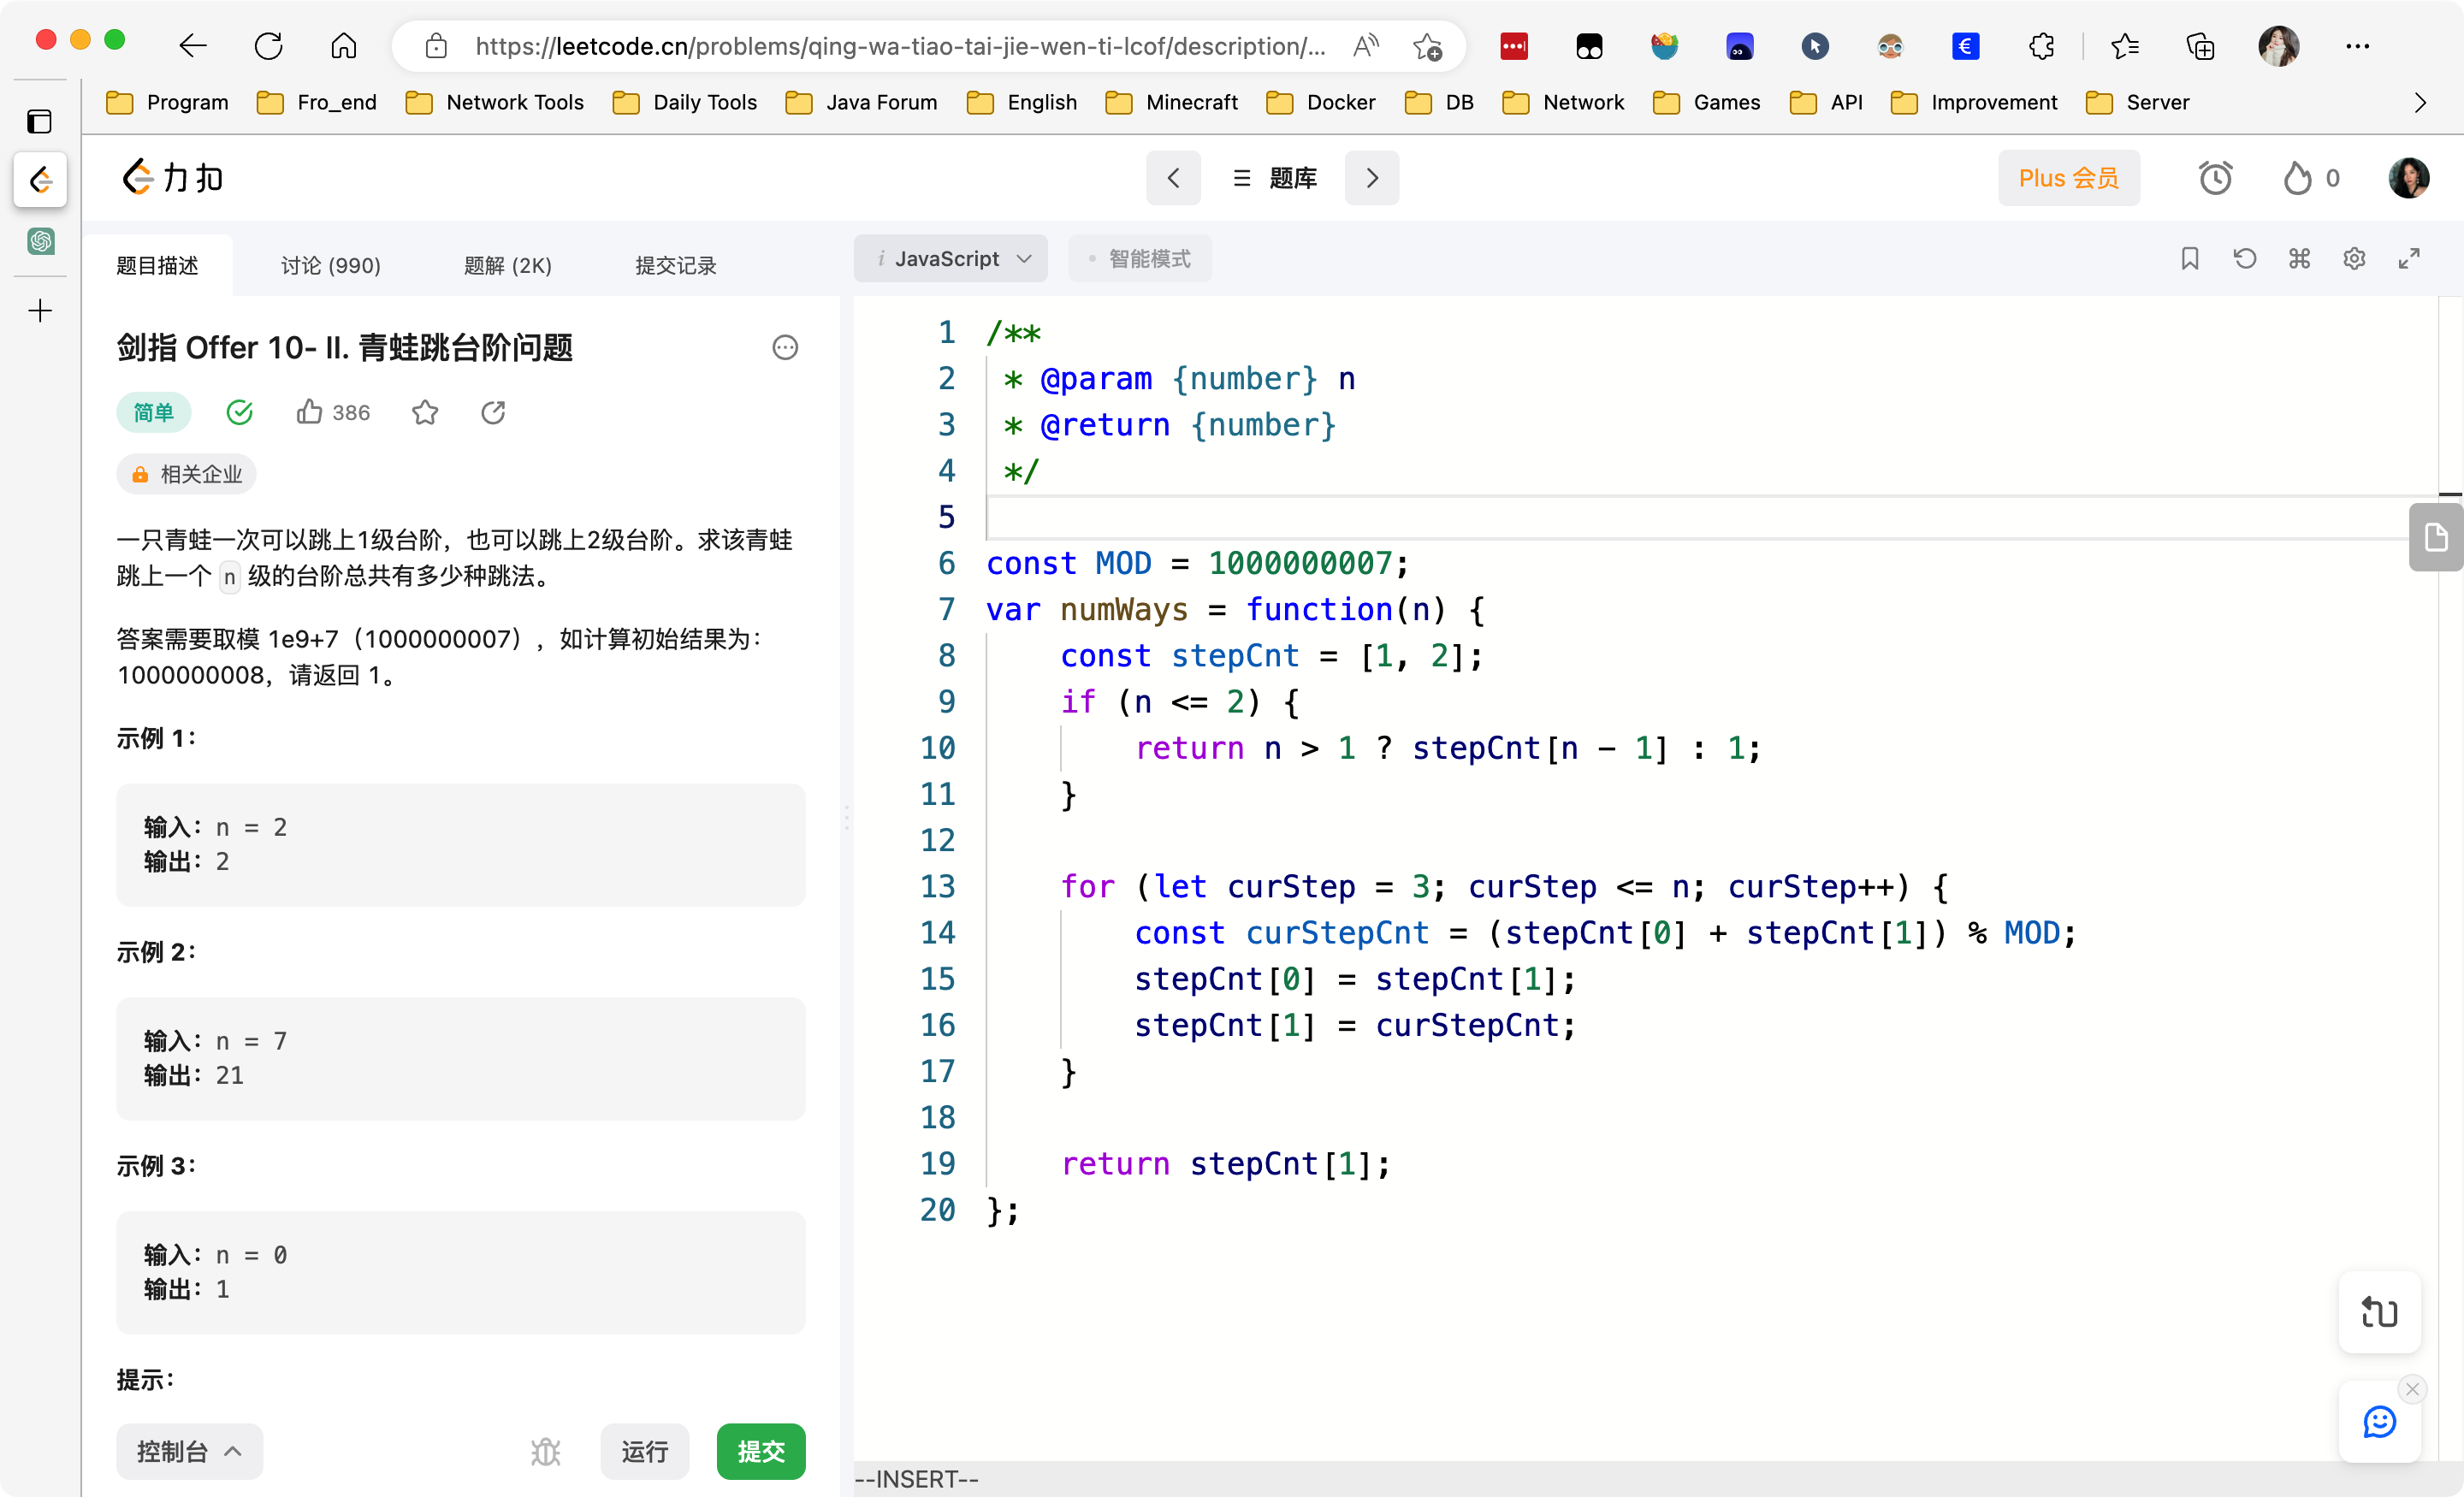 https://leetcode.cn/problems/qing-wa-tiao-tai-jie-wen-ti-lcof/description/...
Program Fro_end Network Tools Daily Tools Java Forum English Minecraft Docker DB Network Games API Improvement Server
力扣
题库
Plus 会员
0
题目描述 讨论 (990) 题解 (2K) 提交记录
剑指 Offer 10- II. 青蛙跳台阶问题
简单 386
相关企业
一只青蛙一次可以跳上1级台阶，也可以跳上2级台阶。求该青蛙
跳上一个 n 级的台阶总共有多少种跳法。
答案需要取模 1e9+7（1000000007），如计算初始结果为：
1000000008，请返回 1。
示例 1：
输入：n = 2
输出：2
示例 2：
输入：n = 7
输出：21
示例 3：
输入：n = 0
输出：1
提示：
控制台 运行 提交
i JavaScript 智能模式
1 /**
2 * @param {number} n
3 * @return {number}
4 */
5
6 const MOD = 1000000007;
7 var numWays = function(n) {
8 const stepCnt = [1, 2];
9 if (n <= 2) {
10 return n > 1 ? stepCnt[n - 1] : 1;
11 }
12
13 for (let curStep = 3; curStep <= n; curStep++) {
14 const curStepCnt = (stepCnt[0] + stepCnt[1]) % MOD;
15 stepCnt[0] = stepCnt[1];
16 stepCnt[1] = curStepCnt;
17 }
18
19 return stepCnt[1];
20 };
--INSERT--